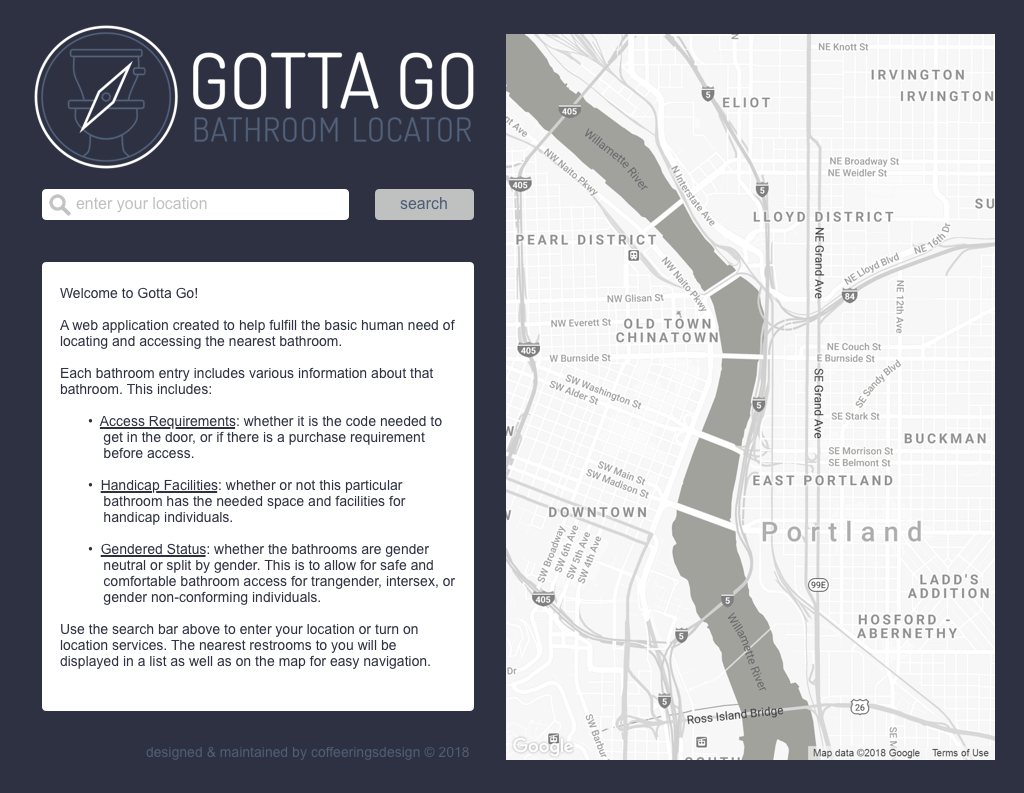 GOTTA GO
BATHROOM LOCATOR
enter your location
search
Welcome to Gotta Go!
A web application created to help fulfill the basic human need of
locating and accessing the nearest bathroom.
Each bathroom entry includes various information about that
bathroom. This includes:
• Access Requirements: whether it is the code needed to
get in the door, or if there is a purchase requirement
before access.
• Handicap Facilities: whether or not this particular
bathroom has the needed space and facilities for
handicap individuals.
• Gendered Status: whether the bathrooms are gender
neutral or split by gender. This is to allow for safe and
comfortable bathroom access for trangender, intersex, or
gender non-conforming individuals.
Use the search bar above to enter your location or turn on
location services. The nearest restrooms to you will be
displayed in a list as well as on the map for easy navigation.
designed & maintained by coffeeringsdesign © 2018
NE Knott St
IRVINGTON
IRVINGTON
5
ELIOT
405
Ave
Willamette River
NW Naito Pkwy
N Interstate Ave
NE Broadway St
NE Weidler St
405
5
SU
LLOYD DISTRICT
PEARL DISTRICT
NE Grand Ave
NE 16th Dr
NE Lloyd Blvd
NW Naito Pkwy
84
NE 12th Ave
NW Glisan St
NW Everett St
OLD TOWN
CHINATOWN
405
W Burnside St
NE Couch St
E Burnside St
SE Sandy Blvd
SW Washington St
SW Alder St
SE Grand Ave
5
SE Stark St
W
BUCKMAN
SE Morrison St
SE Belmont St
SW Main St
SW Madison St
EAST PORTLAND
W
DOWNTOWN
Portland
SW Broadway
SW 6th Ave
SW 5th Ave
SW 4th Ave
99E
LADD'S
ADDITION
405
5
HOSFORD -
ABERNETHY
5
Willamette River
Dr
5
Ross Island Bridge
26
SW Barbur
SE M
Google
SOUTH
Map data ©2018 Google
Terms of Use